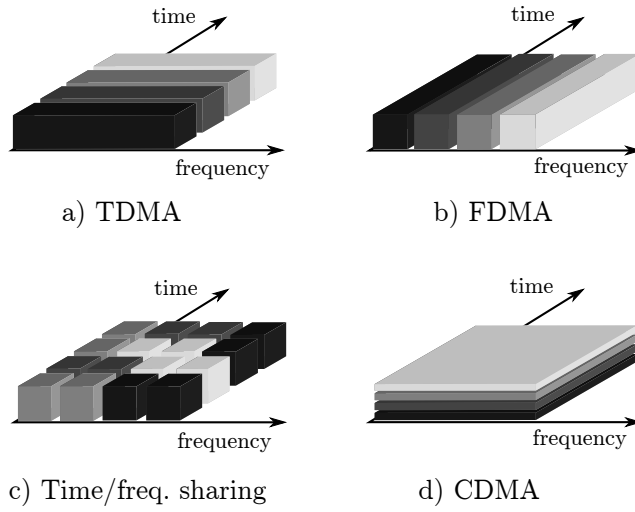 time
frequency
a) TDMA
time
frequency
b) FDMA
time
frequency
c) Time/freq. sharing
time
frequency
d) CDMA